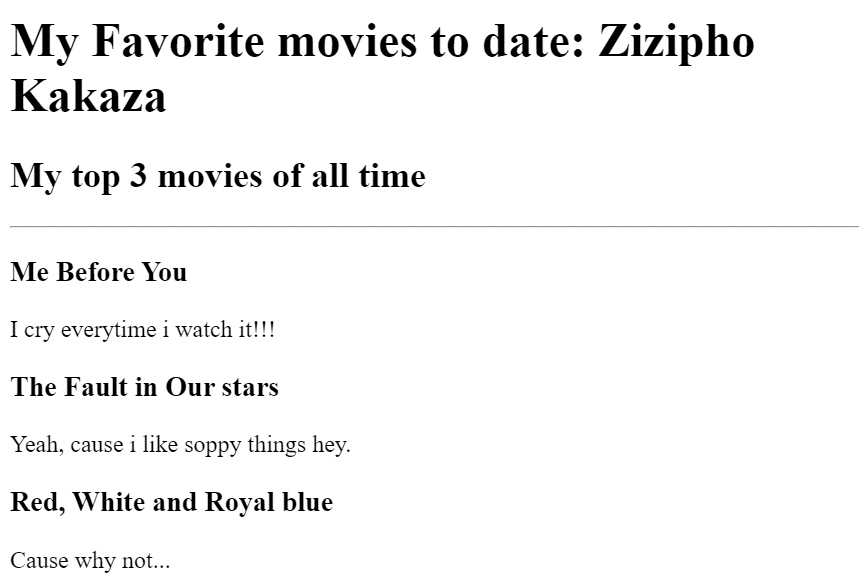 My Favorite movies to date: Zizipho
Kakaza
My top 3 movies of all time
Me Before You
I cry everytime i watch it!!!
The Fault in Our stars
Yeah, cause i like soppy things hey.
Red, White and Royal blue
Cause why not...